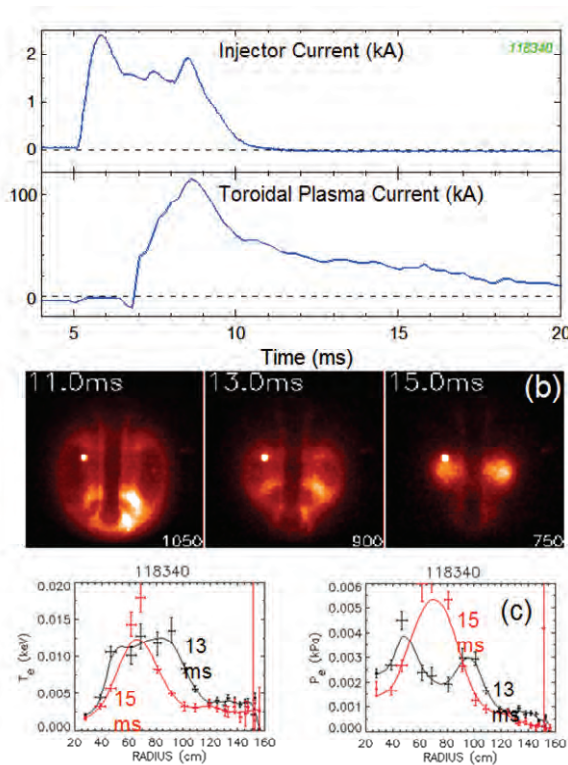 2
1
0
Injector Current (kA)
118340
100
0
Toroidal Plasma Current (kA)
5 10 15 20
Time (ms)
11.0ms 13.0ms 15.0ms (b)
1050 900 750
118340
0.020
0.015
0.010
0.005
0.000
Te (keV)
13
ms
15
ms
20 40 60 80 100 120 140 160
RADIUS (cm)
118340
0.006
0.005
0.004
0.003
0.002
0.001
0.000
Pe (kPa)
15
ms
(c)
13
ms
20 40 60 80 100 120 140 160
RADIUS (cm)